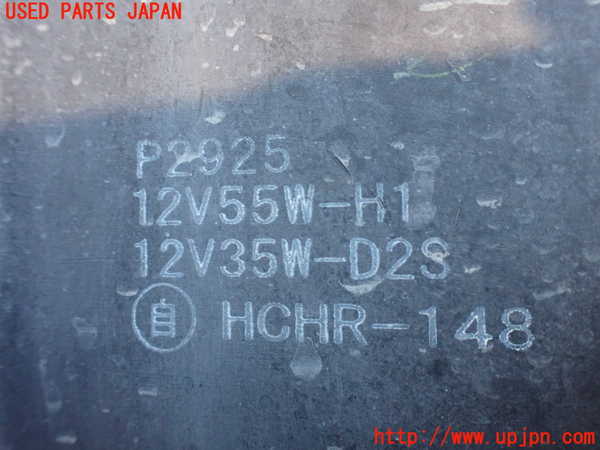 USED PARTS JAPAN
P2925
12V55W-H1
12V35W-D2S
自 HCHR-148
http://www.upjpn.com/